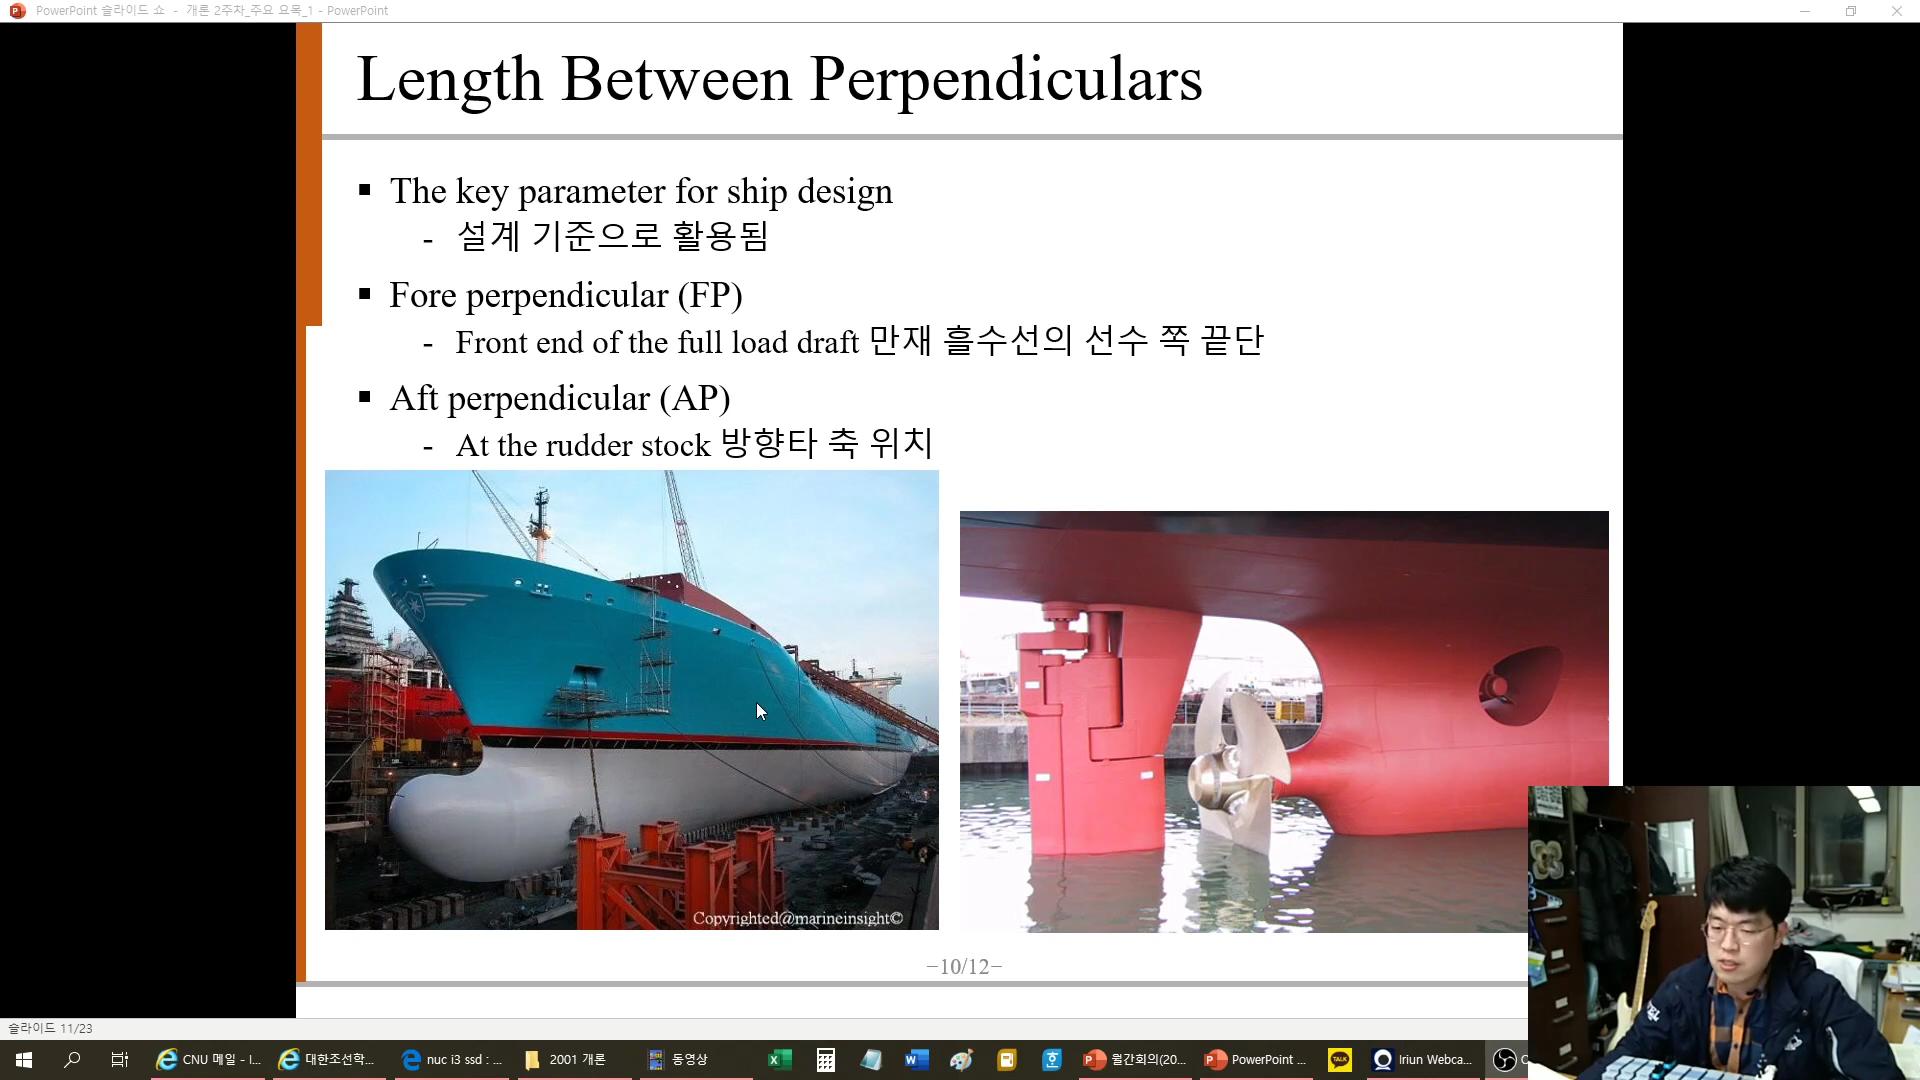 PowerPoint 슬라이드 쇼 - 개론 2주차_주요 요목_1 - PowerPoint
Length Between Perpendiculars
▪ The key parameter for ship design
- 설계 기준으로 활용됨
▪ Fore perpendicular (FP)
- Front end of the full load draft 만재 흘수선의 선수 쪽 끝단
▪ Aft perpendicular (AP)
- At the rudder stock 방향타 축 위치
Copyrighted@marineinsight©
−10/12−
슬라이드 11/23
CNU 메일 - I...
대한조선학...
nuc i3 ssd : ...
2001 개론
동영상
월간회의(20...
PowerPoint ...
TALK
Iriun Webca...